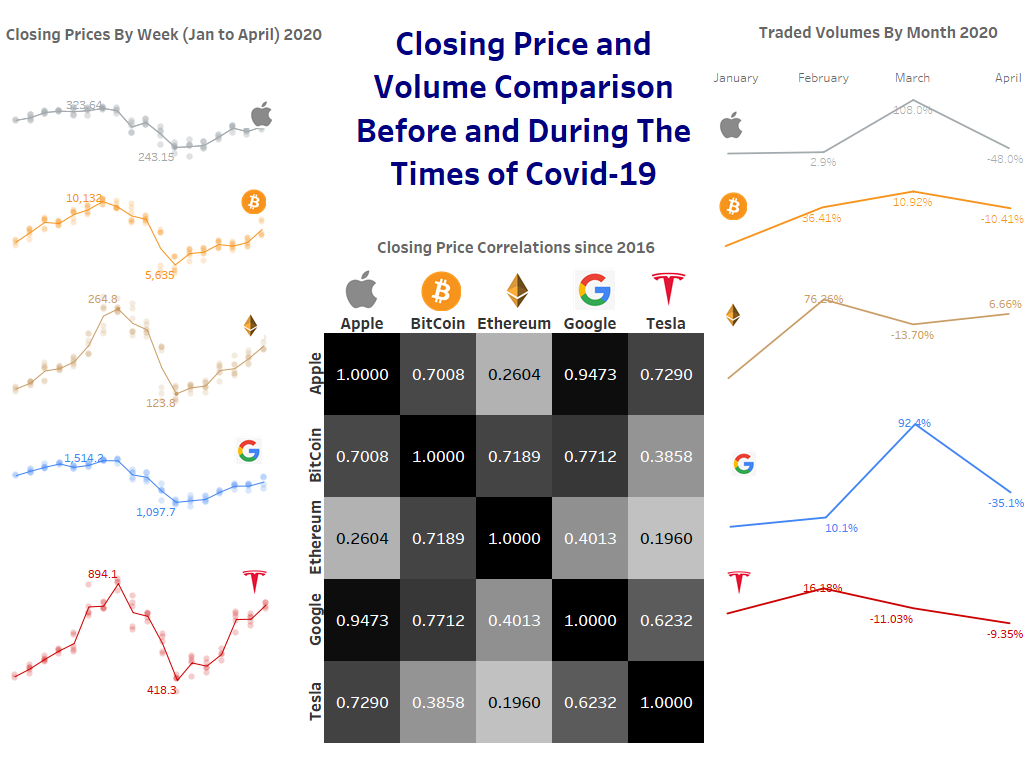 Closing Prices By Week (Jan to April) 2020
323.64
243.15
10,132
5,635
264.8
123.8
1,514.2
1,097.7
894.1
418.3
Closing Price and
Volume Comparison
Before and During The
Times of Covid-19
Closing Price Correlations since 2016
Apple BitCoin Ethereum Google Tesla
Apple 1.0000 0.7008 0.2604 0.9473 0.7290
BitCoin 0.7008 1.0000 0.7189 0.7712 0.3858
Ethereum 0.2604 0.7189 1.0000 0.4013 0.1960
Google 0.9473 0.7712 0.4013 1.0000 0.6232
Tesla 0.7290 0.3858 0.1960 0.6232 1.0000
Traded Volumes By Month 2020
January February March April
108.0%
2.9%
-48.0%
36.41%
10.92%
-10.41%
76.26%
-13.70%
6.66%
92.4%
10.1%
-35.1%
16.18%
-11.03%
-9.35%